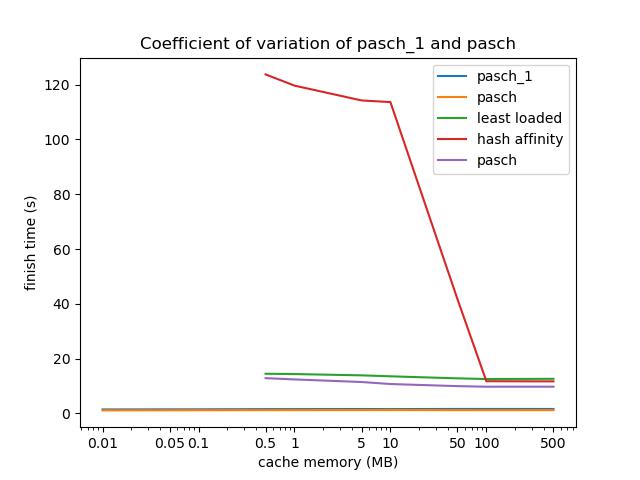 Coefficient of variation of pasch_1 and pasch
pasch_1
pasch
least loaded
hash affinity
pasch
finish time (s)
120
100
80
60
40
20
0
0.01 0.05 0.1 0.5 1 5 10 50 100 500
cache memory (MB)